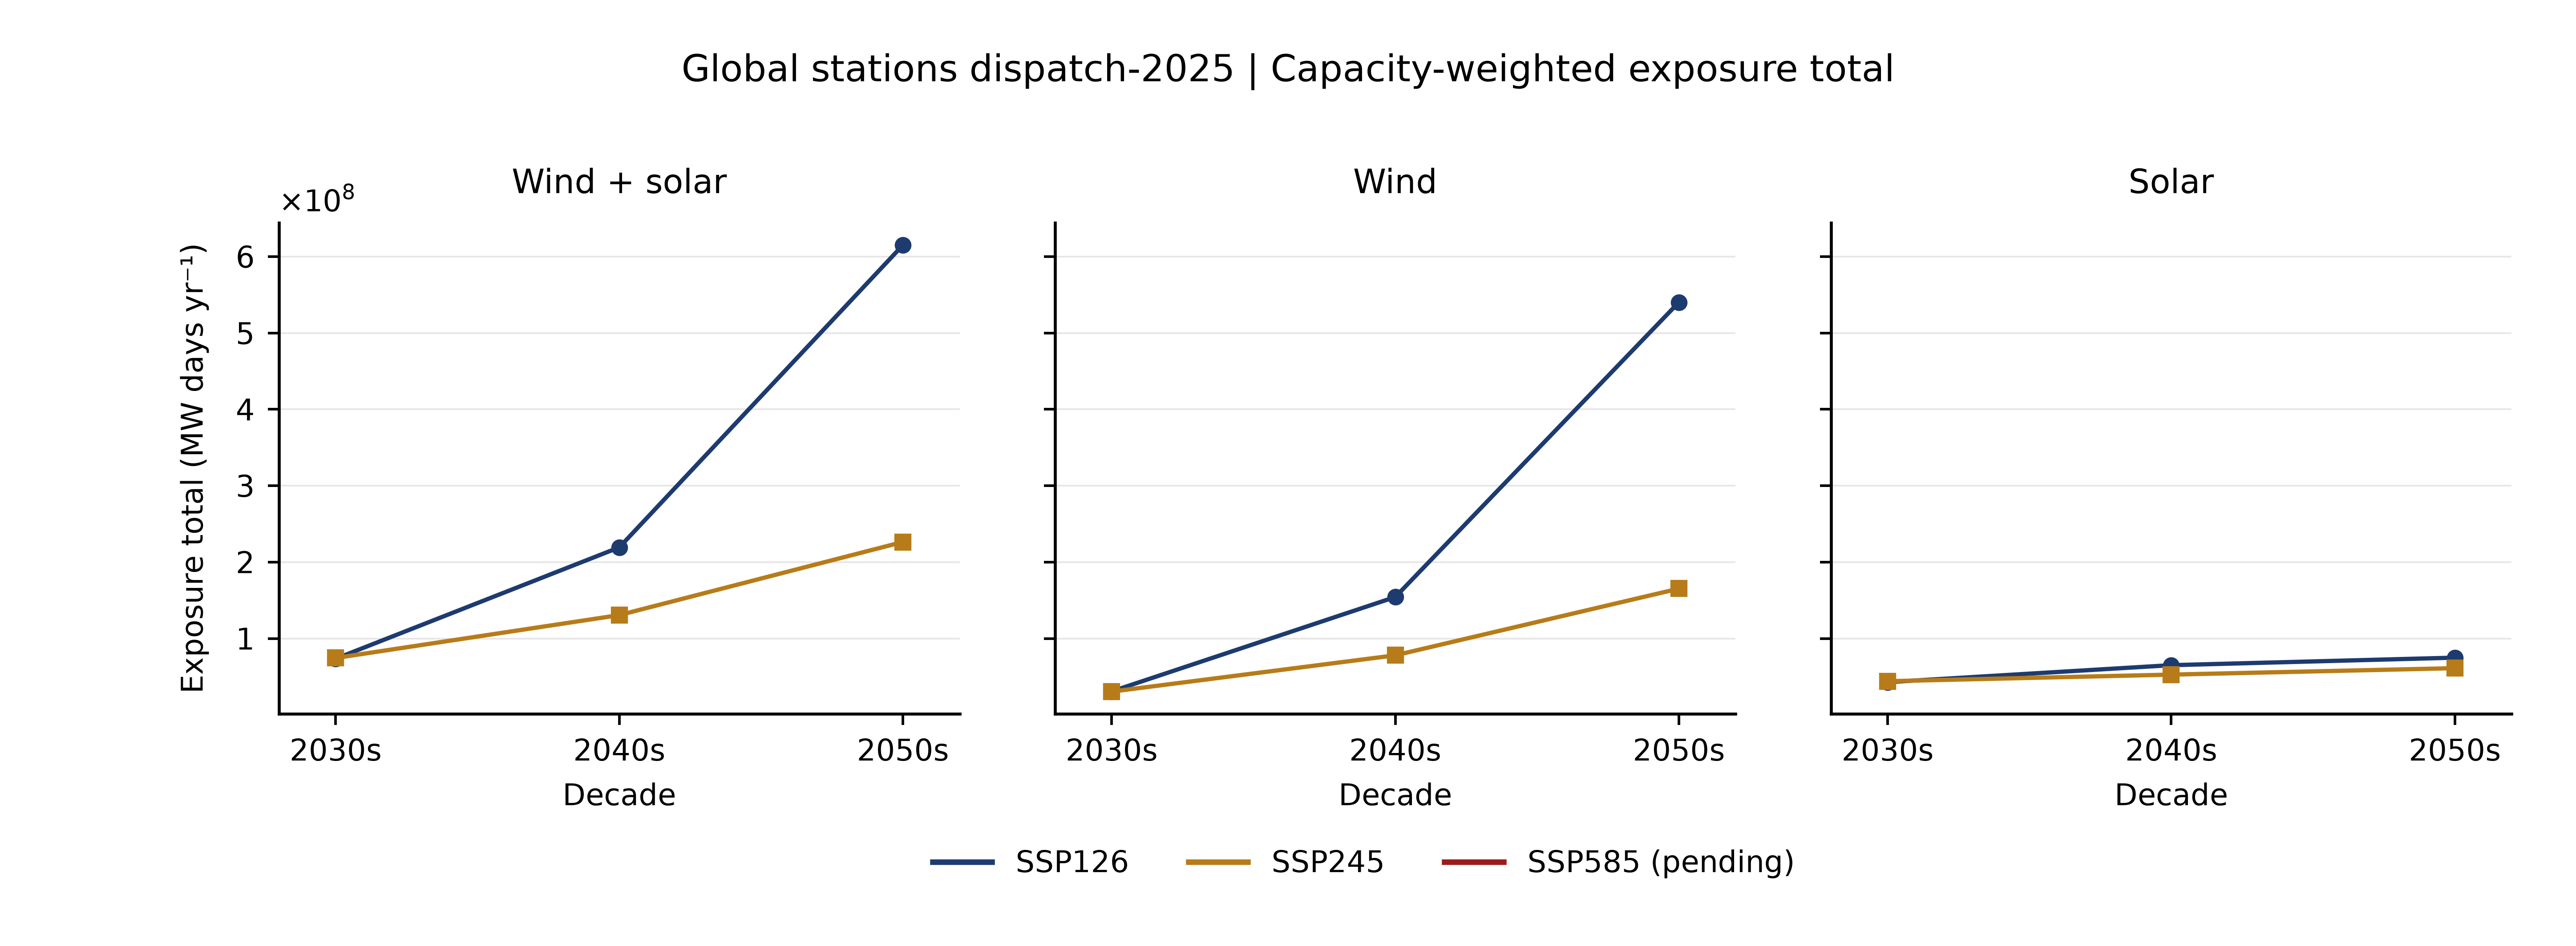 Global stations dispatch-2025 | Capacity-weighted exposure total
Wind + solar
×10⁸
Exposure total (MW days yr⁻¹)
6
5
4
3
2
1
2030s 2040s 2050s
Decade
Wind
2030s 2040s 2050s
Decade
Solar
2030s 2040s 2050s
Decade
SSP126 SSP245 SSP585 (pending)